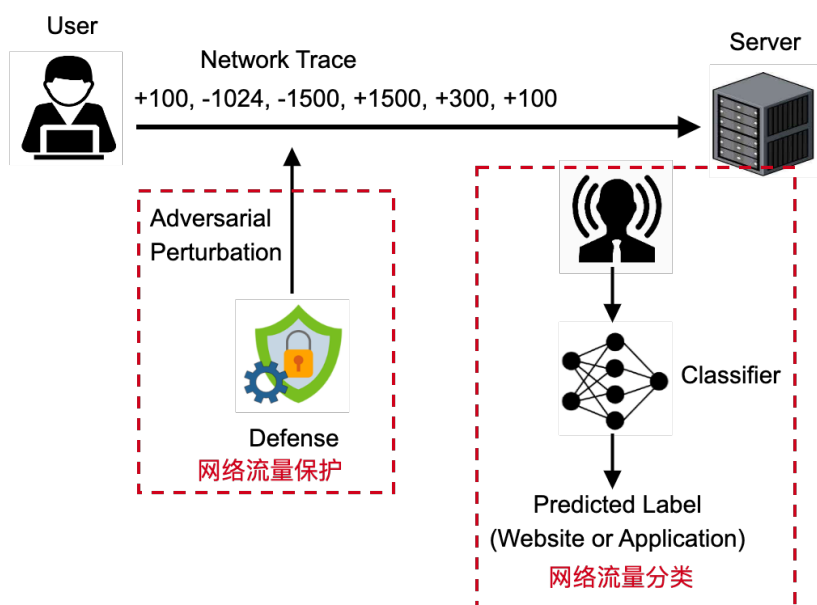 User
Server
Network Trace
+100, -1024, -1500, +1500, +300, +100
Adversarial
Perturbation
Defense
网络流量保护
Classifier
Predicted Label
(Website or Application)
网络流量分类